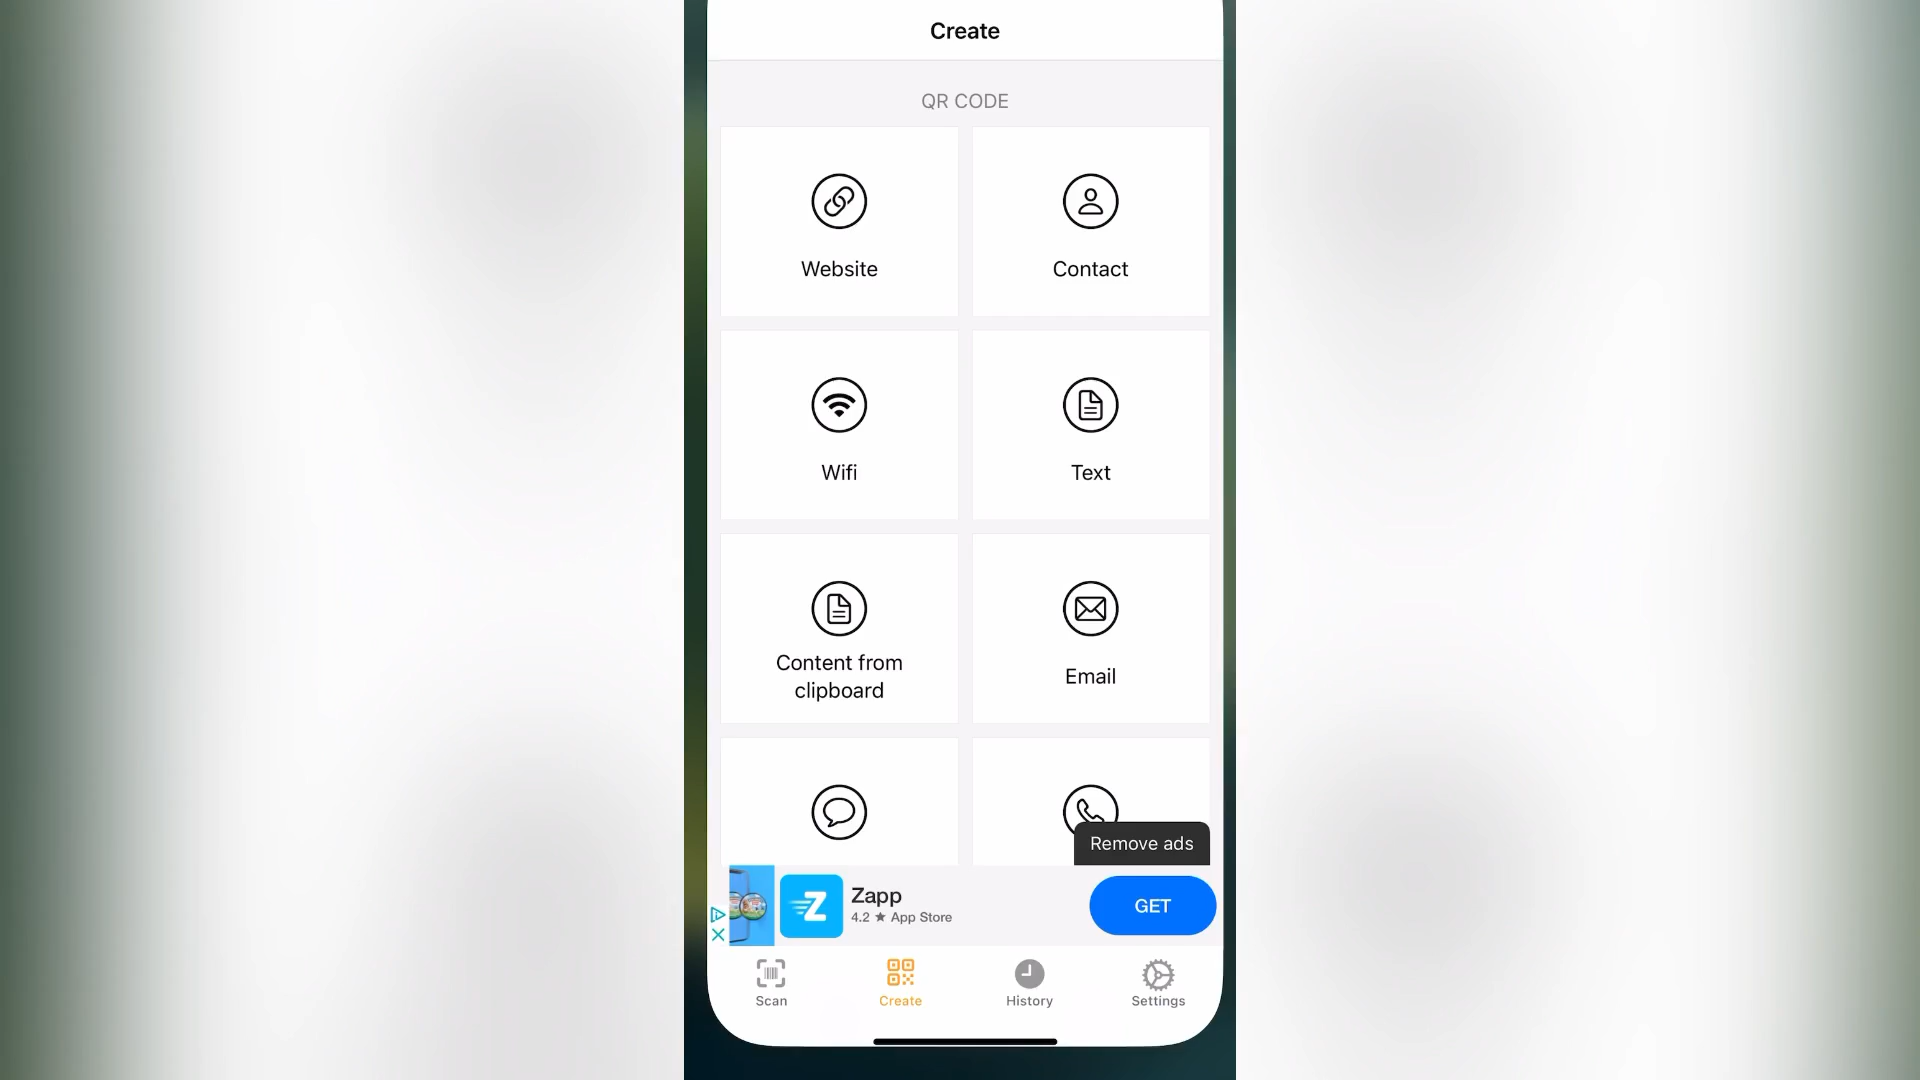 Create
QR CODE
Website
Contact
Wifi
Text
Content from
clipboard
Email
Remove ads
Z
Zapp
4.2 ★ App Store
GET
Scan
Create
History
Settings